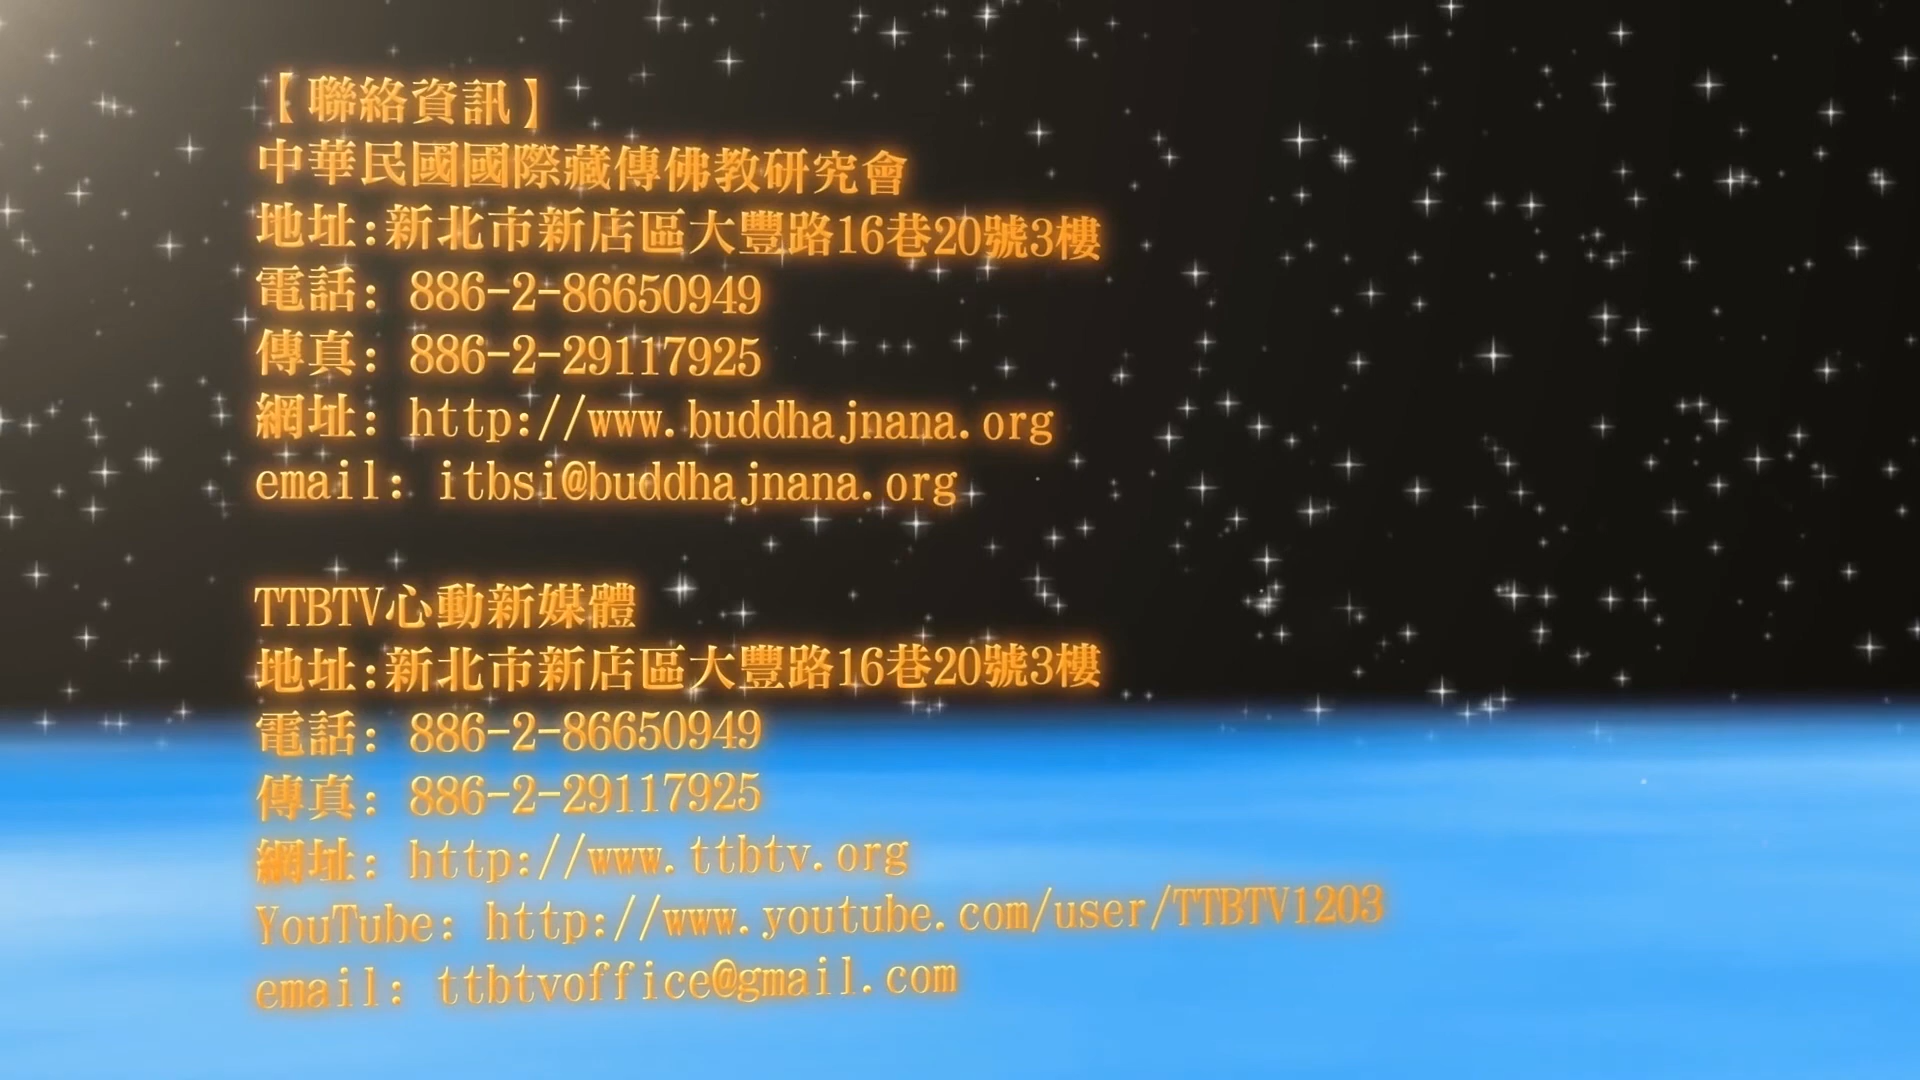 【聯絡資訊】
中華民國國際藏傳佛教研究會
地址:新北市新店區大豐路16巷20號3樓
電話: 886-2-86650949
傳真: 886-2-29117925
網址: http://www.buddhajnana.org
email: itbsi@buddhajnana.org
TTBTV心動新媒體
地址:新北市新店區大豐路16巷20號3樓
電話: 886-2-86650949
傳真: 886-2-29117925
網址: http://www.ttbtv.org
YouTube: http://www.youtube.com/user/TTBTV1203
email: ttbtvoffice@gmail.com